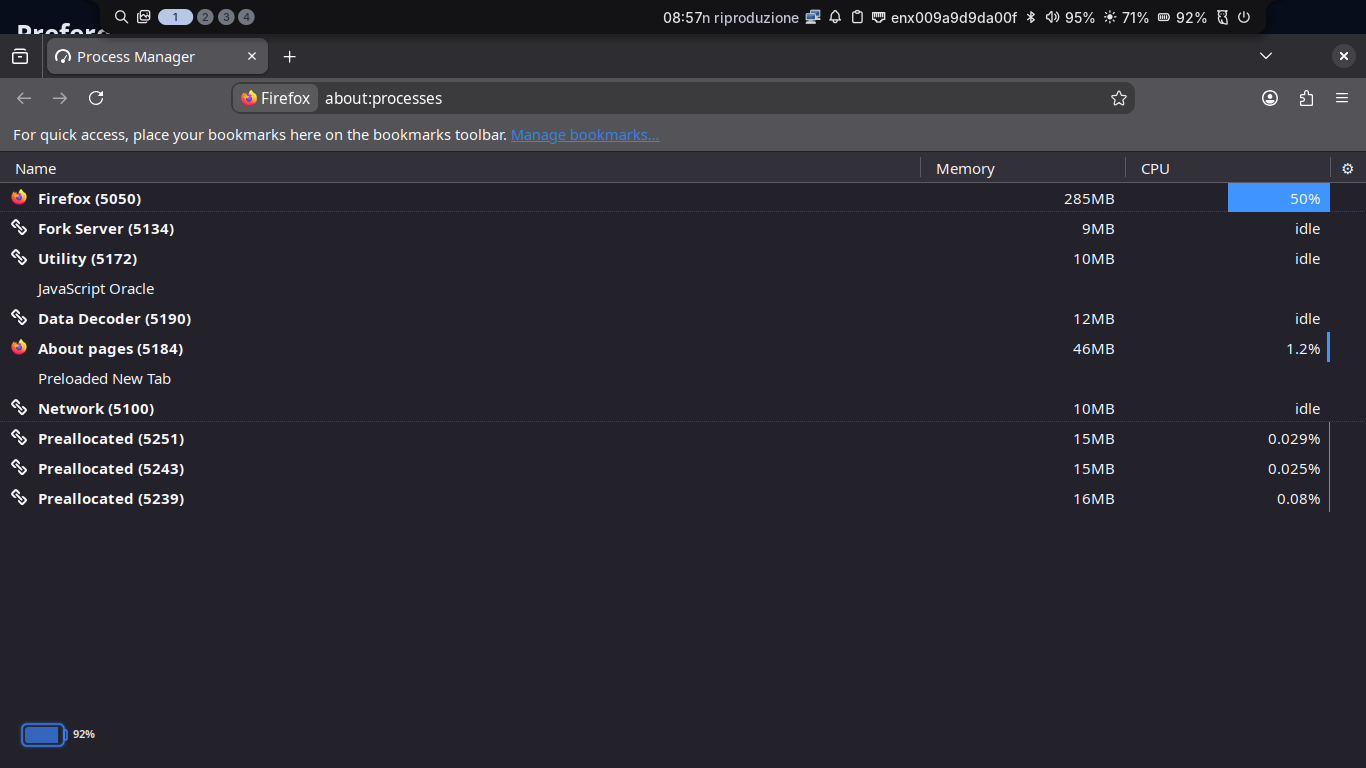 1 2 3 4 08:57n riproduzione enx009a9d9da00f 95% 71% 92%
Process Manager
Firefox about:processes
For quick access, place your bookmarks here on the bookmarks toolbar. Manage bookmarks...
Name Memory CPU
Firefox (5050) 285MB 50%
Fork Server (5134) 9MB idle
Utility (5172) 10MB idle
JavaScript Oracle
Data Decoder (5190) 12MB idle
About pages (5184) 46MB 1.2%
Preloaded New Tab
Network (5100) 10MB idle
Preallocated (5251) 15MB 0.029%
Preallocated (5243) 15MB 0.025%
Preallocated (5239) 16MB 0.08%
92%